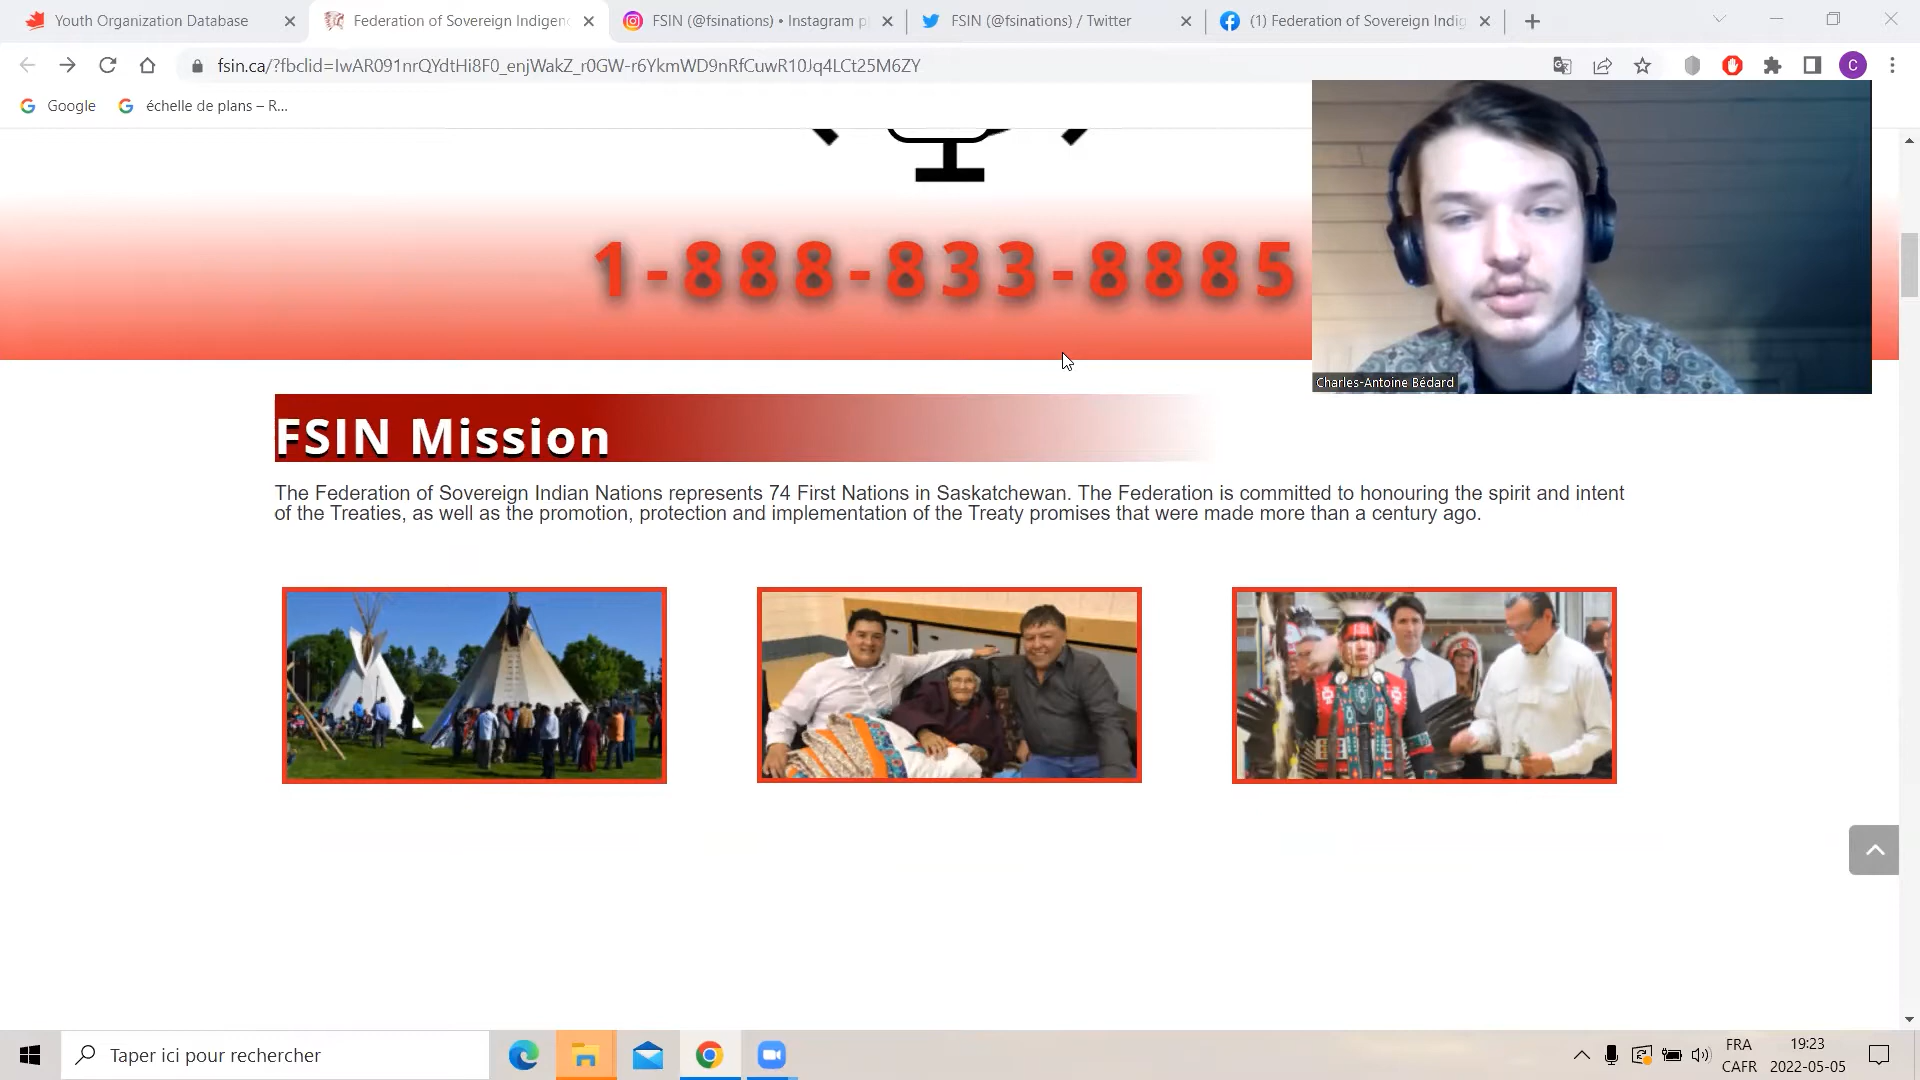 Youth Organization Database
Federation of Sovereign Indigen
FSIN (@fsinations) • Instagram p
FSIN (@fsinations) / Twitter
(1) Federation of Sovereign Indig
fsin.ca/?fbclid=IwAR091nrQYdtHi8F0_enjWakZ_r0GW-r6YkmWD9nRfCuwR10Jq4LCt25M6ZY
C
Google
échelle de plans – R...
1-888-833-8885
Charles-Antoine Bédard
FSIN Mission
The Federation of Sovereign Indian Nations represents 74 First Nations in Saskatchewan. The Federation is committed to honouring the spirit and intent
of the Treaties, as well as the promotion, protection and implementation of the Treaty promises that were made more than a century ago.
Taper ici pour rechercher
FRA
CAFR
19:23
2022-05-05